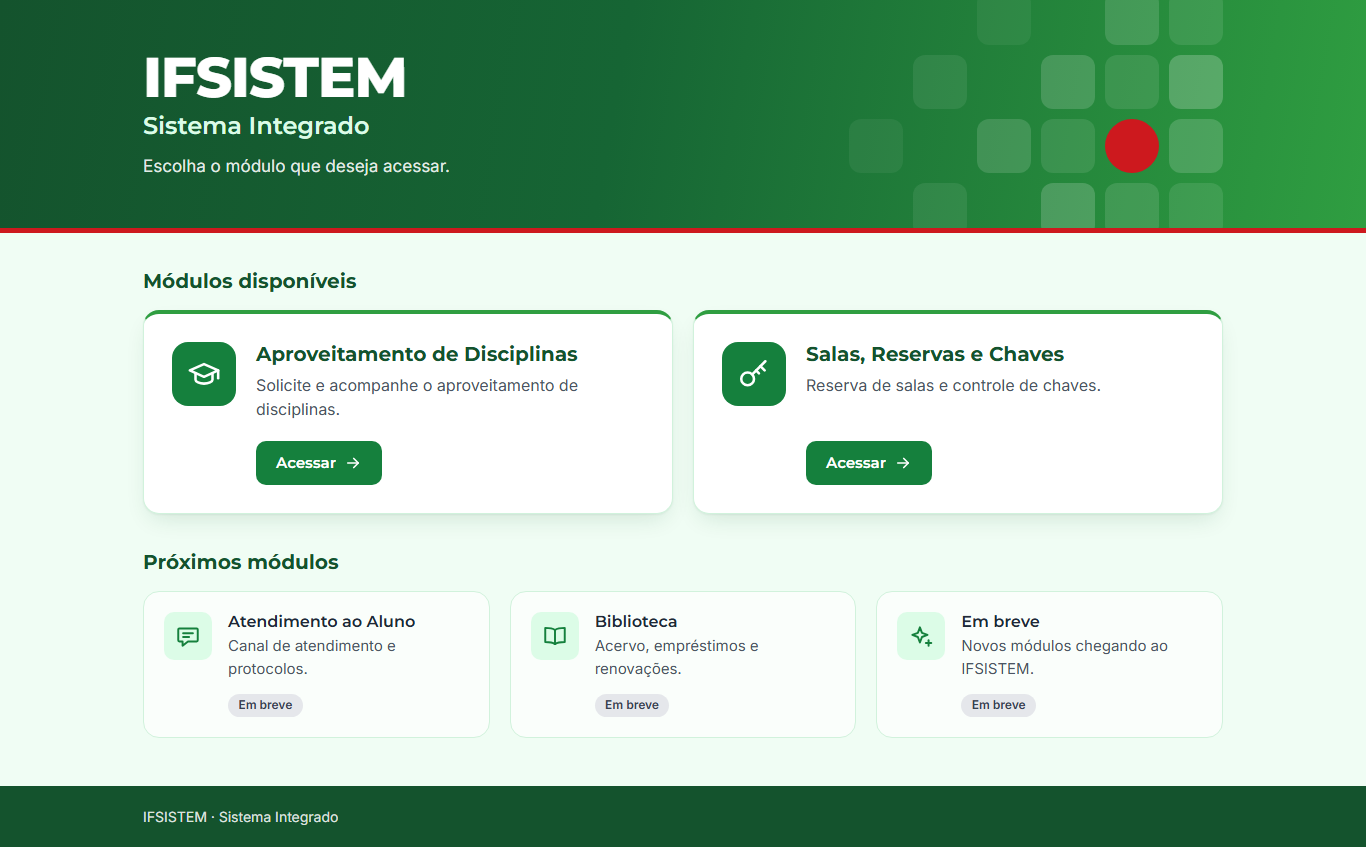 IFSISTEM
Sistema Integrado
Escolha o módulo que deseja acessar.
Módulos disponíveis
Aproveitamento de Disciplinas
Solicite e acompanhe o aproveitamento de
disciplinas.
Acessar →
Salas, Reservas e Chaves
Reserva de salas e controle de chaves.
Acessar →
Próximos módulos
Atendimento ao Aluno
Canal de atendimento e
protocolos.
Em breve
Biblioteca
Acervo, empréstimos e
renovações.
Em breve
Em breve
Novos módulos chegando ao
IFSISTEM.
Em breve
IFSISTEM · Sistema Integrado